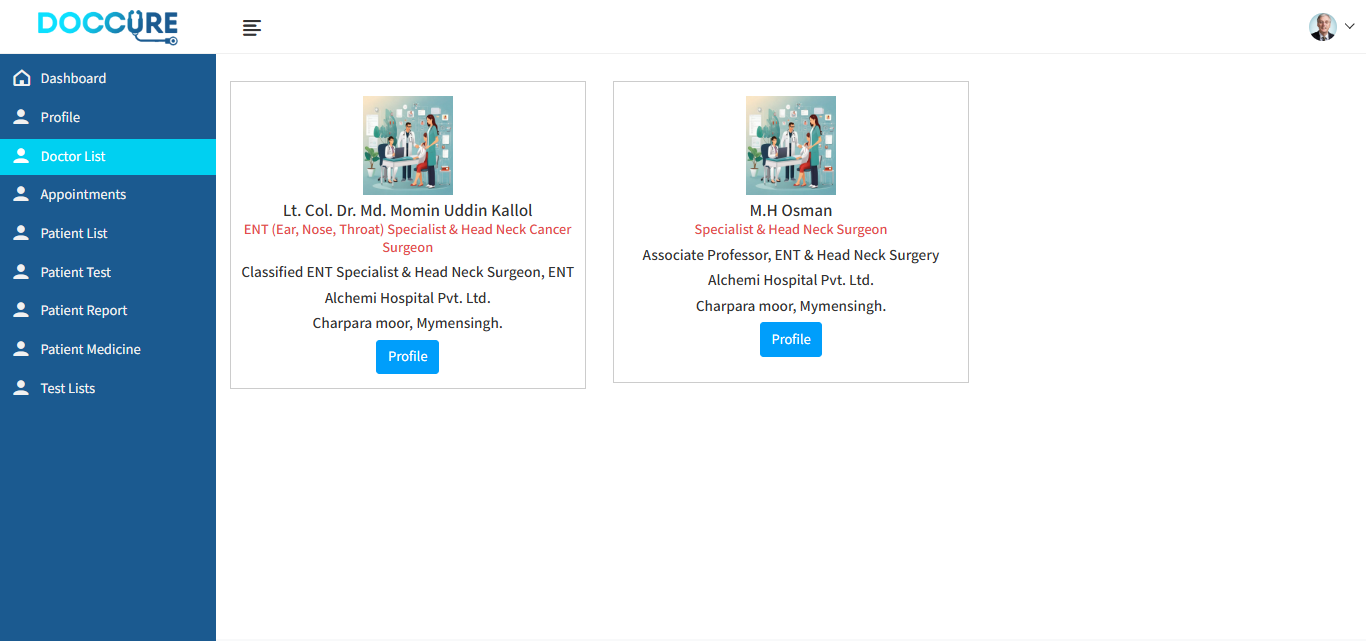 DOCCURE
Dashboard
Profile
Doctor List
Appointments
Patient List
Patient Test
Patient Report
Patient Medicine
Test Lists
Lt. Col. Dr. Md. Momin Uddin Kallol
ENT (Ear, Nose, Throat) Specialist & Head Neck Cancer
Surgeon
Classified ENT Specialist & Head Neck Surgeon, ENT
Alchemi Hospital Pvt. Ltd.
Charpara moor, Mymensingh.
Profile
M.H Osman
Specialist & Head Neck Surgeon
Associate Professor, ENT & Head Neck Surgery
Alchemi Hospital Pvt. Ltd.
Charpara moor, Mymensingh.
Profile